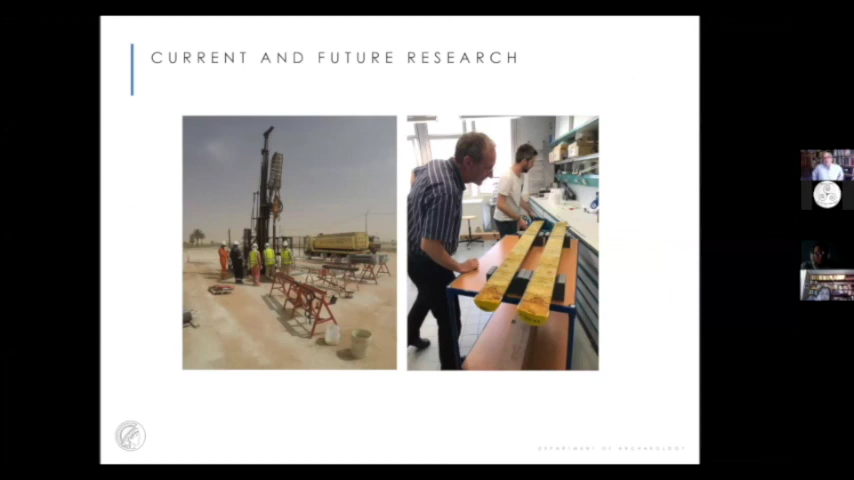 CURRENT AND FUTURE RESEARCH
DEPARTMENT OF ARCHAEOLOGY